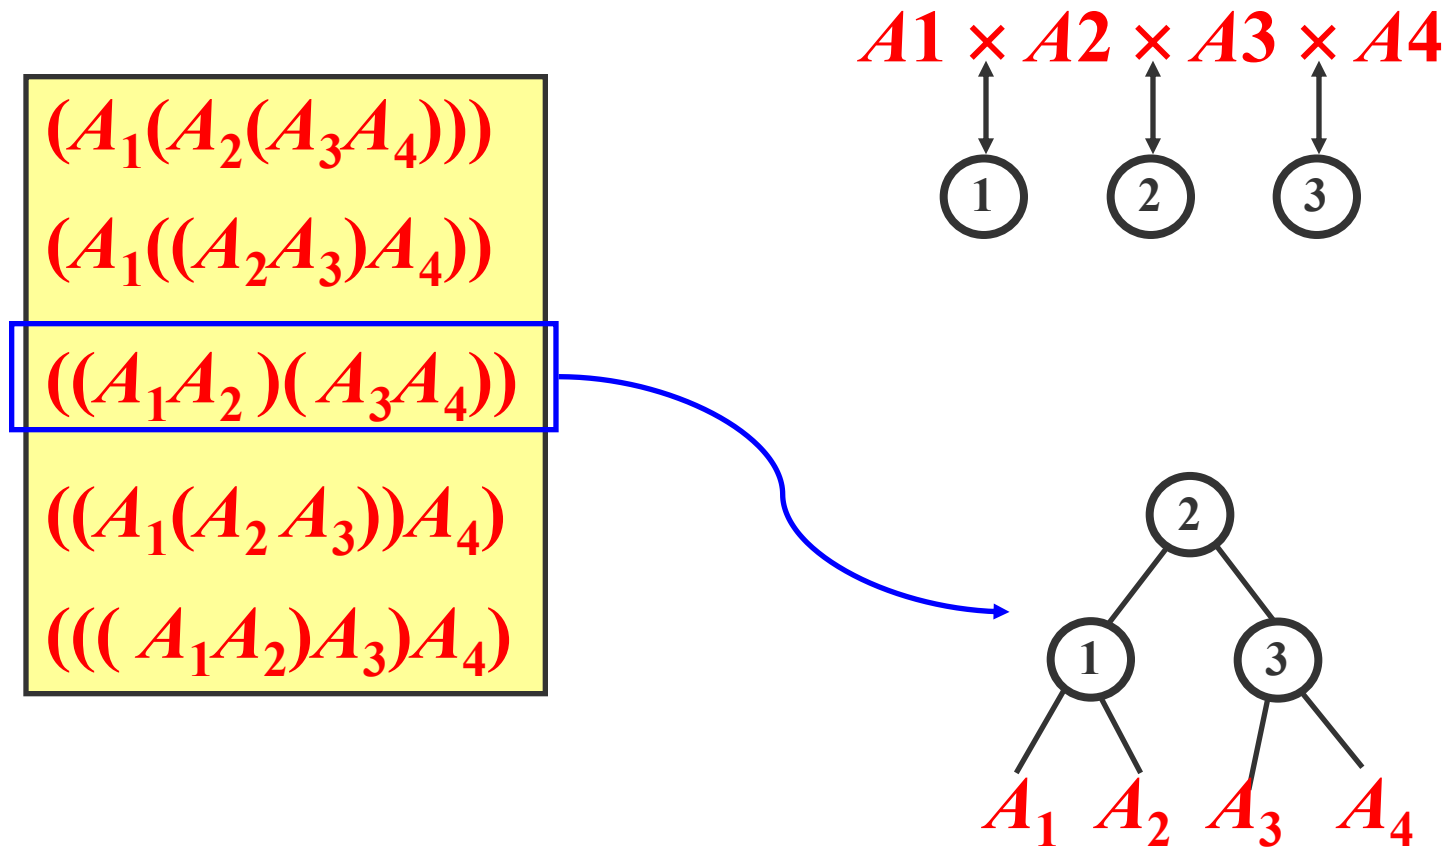 A1 × A2 × A3 × A4
1 2 3
(A₁(A₂(A₃A₄)))
(A₁((A₂A₃)A₄))
((A₁A₂ )( A₃A₄))
((A₁(A₂ A₃))A₄)
((( A₁A₂)A₃)A₄)
2
1 3
A₁ A₂ A₃ A₄